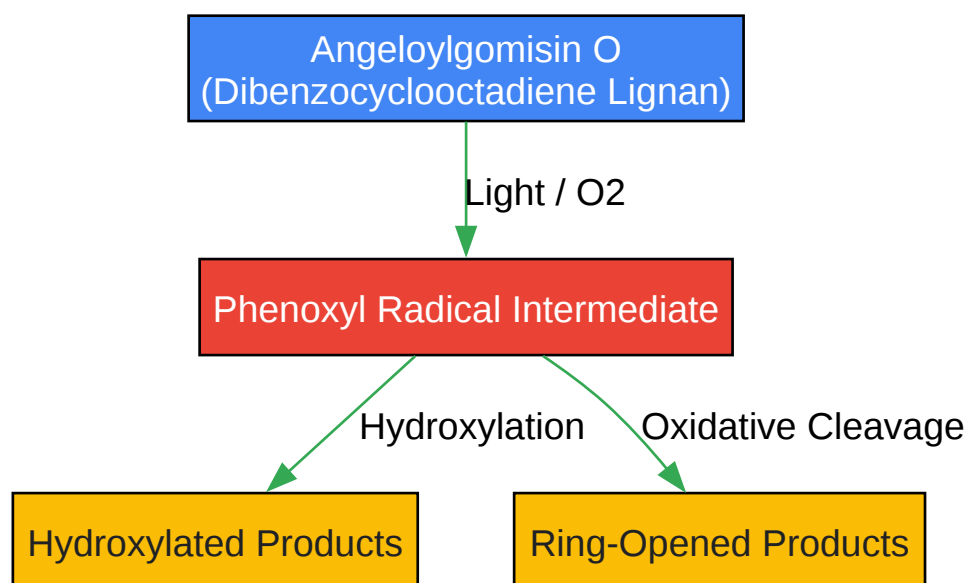 Angeloylgomisin O
(Dibenzocyclooctadiene Lignan)
Light / O2
Phenoxyl Radical Intermediate
Hydroxylation
Oxidative Cleavage
Hydroxylated Products
Ring-Opened Products